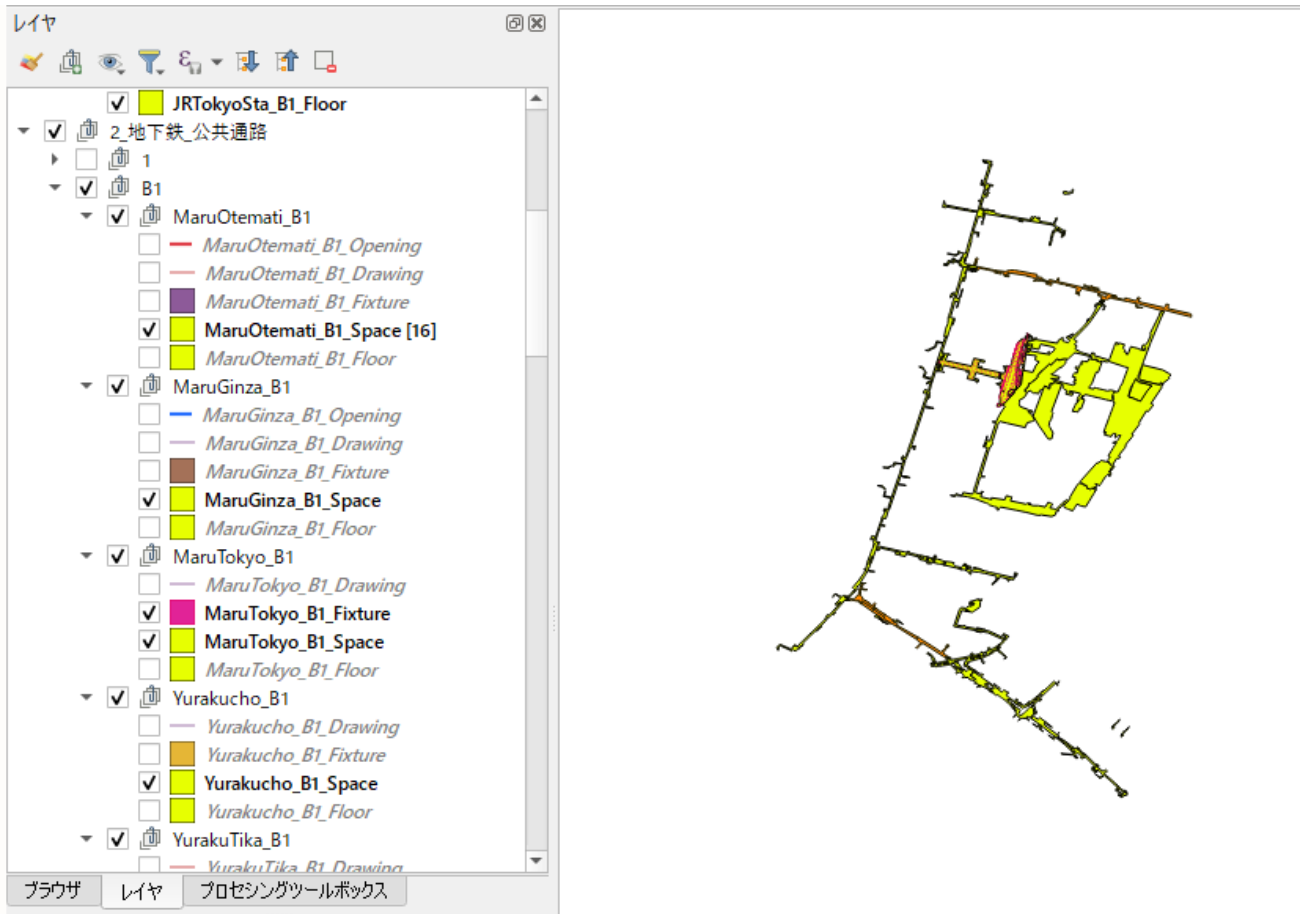 レイヤ
JRTokyoSta_B1_Floor
2_地下鉄_公共通路
1
B1
MaruOtemati_B1
MaruOtemati_B1_Opening
MaruOtemati_B1_Drawing
MaruOtemati_B1_Fixture
MaruOtemati_B1_Space [16]
MaruOtemati_B1_Floor
MaruGinza_B1
MaruGinza_B1_Opening
MaruGinza_B1_Drawing
MaruGinza_B1_Fixture
MaruGinza_B1_Space
MaruGinza_B1_Floor
MaruTokyo_B1
MaruTokyo_B1_Drawing
MaruTokyo_B1_Fixture
MaruTokyo_B1_Space
MaruTokyo_B1_Floor
Yurakucho_B1
Yurakucho_B1_Drawing
Yurakucho_B1_Fixture
Yurakucho_B1_Space
Yurakucho_B1_Floor
YurakuTika_B1
YurakuTika_B1_Drawing
ブラウザ レイヤ プロセシングツールボックス